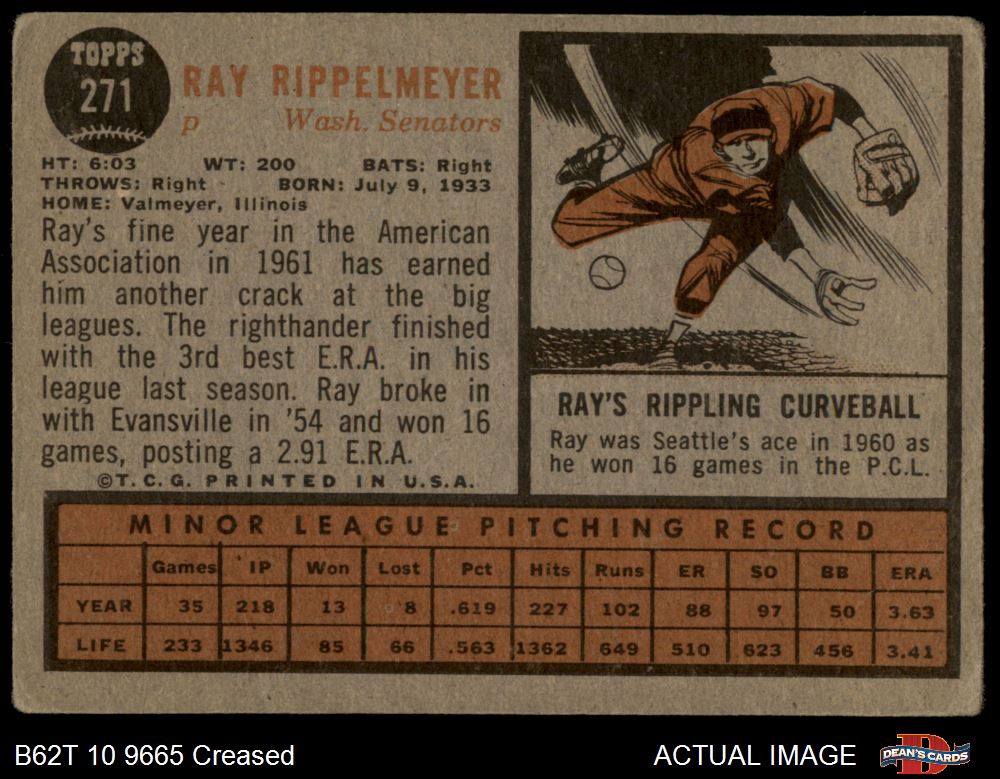 TOPPS
271
RAY RIPPELMEYER
p Wash. Senators
HT: 6:03 WT: 200 BATS: Right
THROWS: Right BORN: July 9, 1933
HOME: Valmeyer, Illinois
Ray's fine year in the American
Association in 1961 has earned
him another crack at the big
leagues. The righthander finished
with the 3rd best E.R.A. in his
league last season. Ray broke in
with Evansville in '54 and won 16
games, posting a 2.91 E.R.A.
©T.C.G. PRINTED IN U.S.A.
RAY'S RIPPLING CURVEBALL
Ray was Seattle's ace in 1960 as
he won 16 games in the P.C.L.
MINOR LEAGUE PITCHING RECORD
Games IP Won Lost Pct Hits Runs ER SO BB ERA
YEAR 35 218 13 8 .619 227 102 88 97 50 3.63
LIFE 233 1346 85 66 .563 1362 649 510 623 456 3.41
B62T 10 9665 Creased ACTUAL IMAGE
DEAN'S CARDS